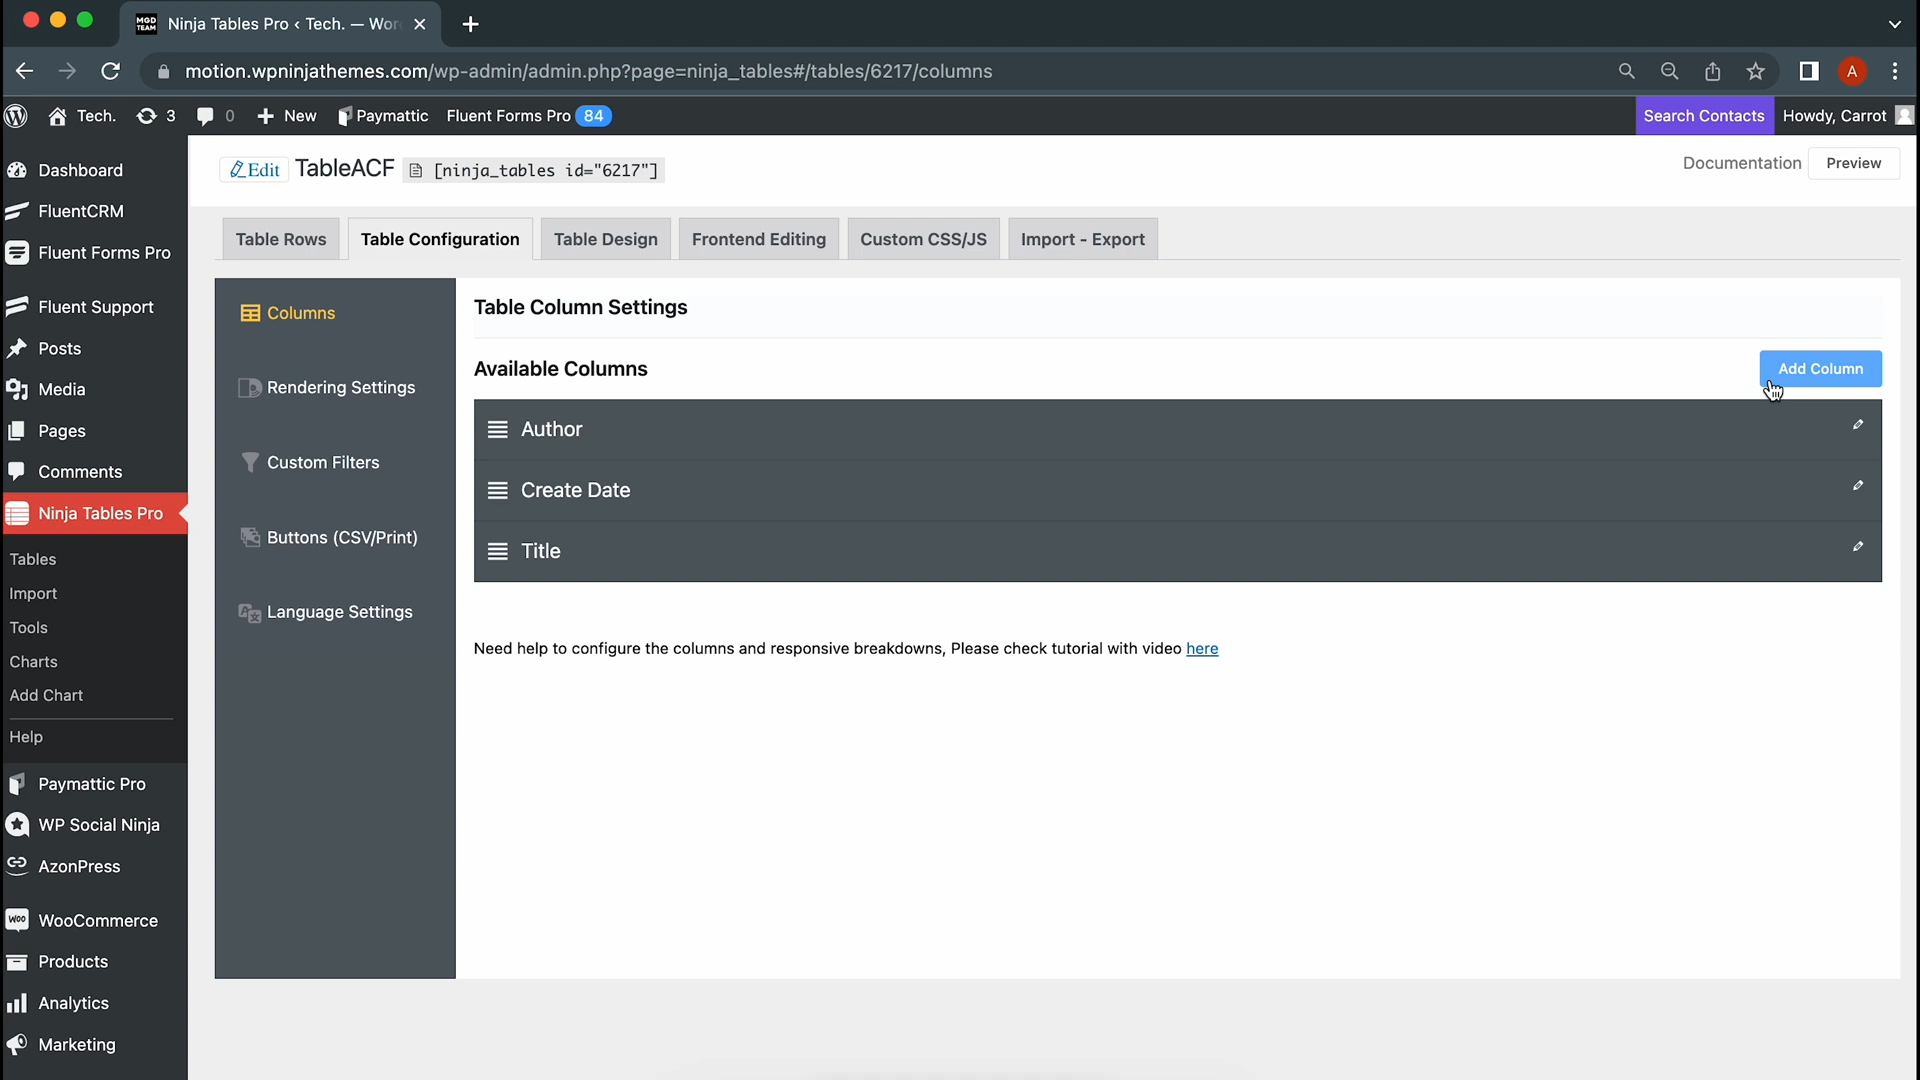 MGD TEAM
Ninja Tables Pro ‹ Tech. — Wor
motion.wpninjathemes.com/wp-admin/admin.php?page=ninja_tables#/tables/6217/columns
A
Tech. 3 0 New Paymattic Fluent Forms Pro 84
Search Contacts Howdy, Carrot
Dashboard
FluentCRM
Fluent Forms Pro
Fluent Support
Posts
Media
Pages
Comments
Ninja Tables Pro
Tables
Import
Tools
Charts
Add Chart
Help
Paymattic Pro
WP Social Ninja
AzonPress
Woo WooCommerce
Products
Analytics
Marketing
Edit TableACF [ninja_tables id="6217"]
Documentation Preview
Table Rows Table Configuration Table Design Frontend Editing Custom CSS/JS Import - Export
Columns
Rendering Settings
Custom Filters
Buttons (CSV/Print)
Language Settings
Table Column Settings
Available Columns
Add Column
Author
Create Date
Title
Need help to configure the columns and responsive breakdowns, Please check tutorial with video here